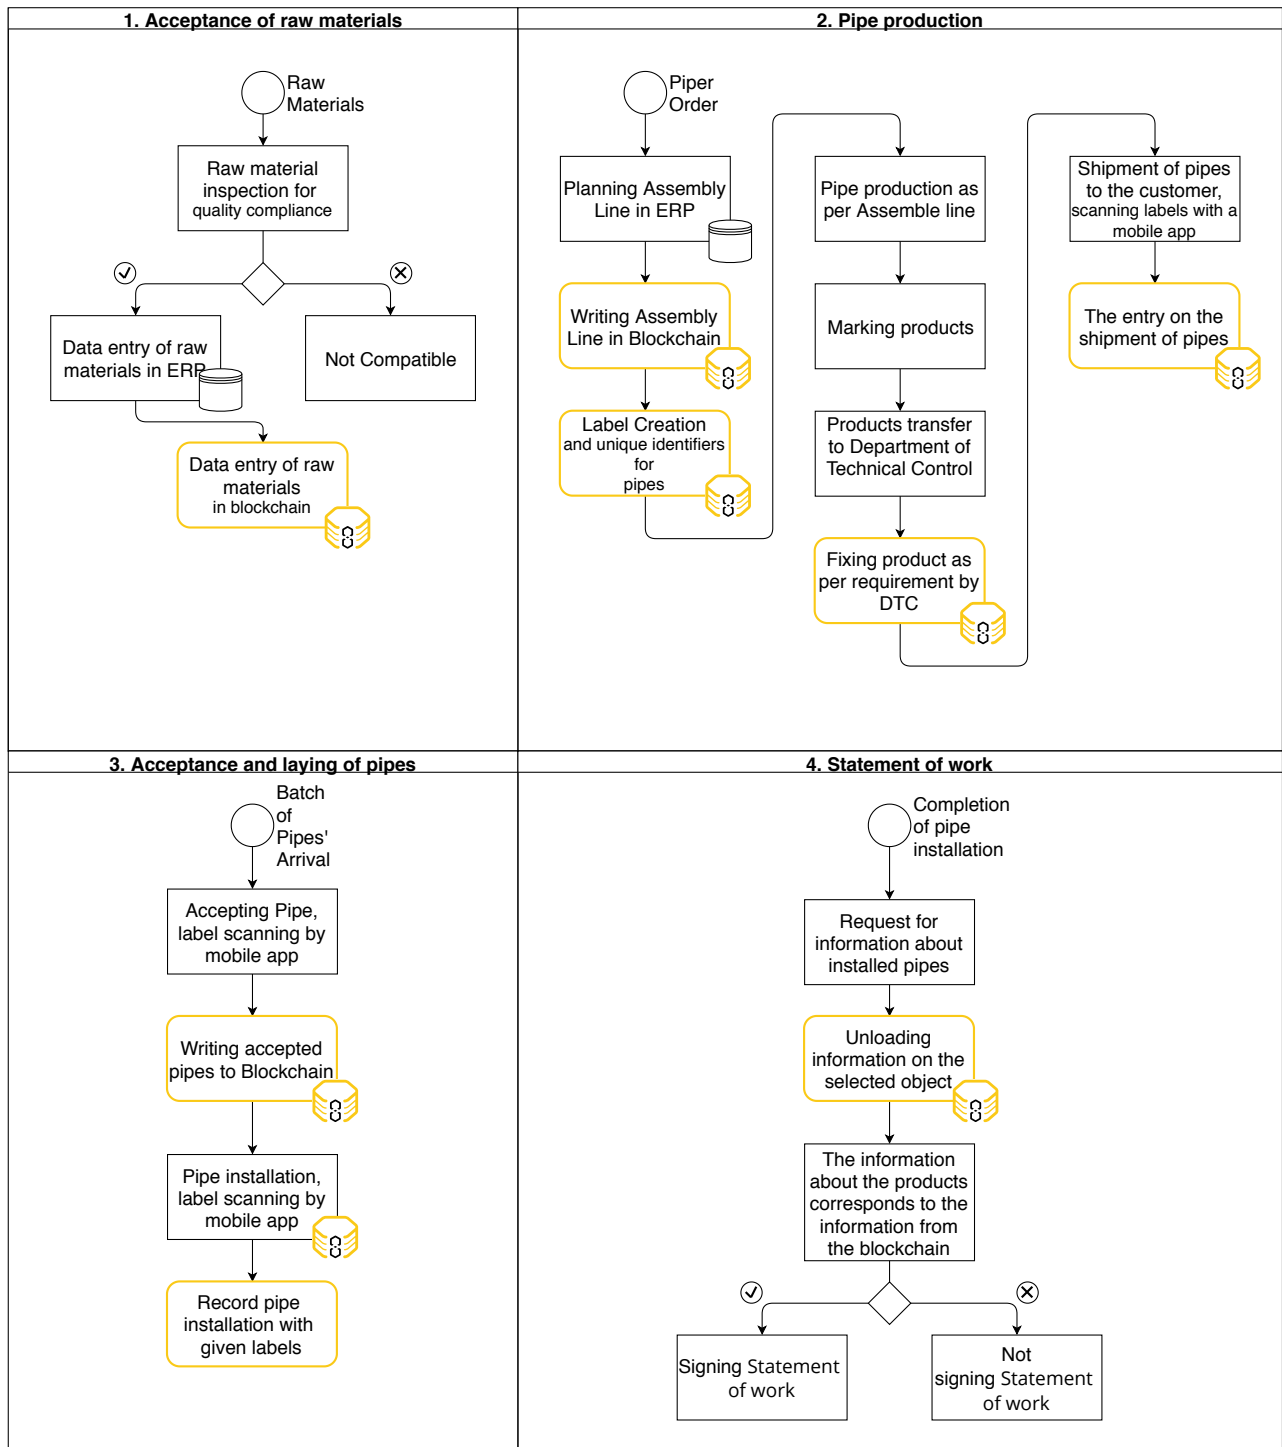 1. Acceptance of raw materials
Raw
Materials
Raw material
inspection for
quality compliance
Data entry of raw
materials in ERP
Not Compatible
Data entry of raw
materials
in blockchain
2. Pipe production
Piper
Order
Planning Assembly
Line in ERP
Writing Assembly
Line in Blockchain
Label Creation
and unique identifiers
for
pipes
Pipe production as
per Assemble line
Marking products
Products transfer
to Department of
Technical Control
Fixing product as
per requirement by
DTC
Shipment of pipes
to the customer,
scanning labels with a
mobile app
The entry on the
shipment of pipes
3. Acceptance and laying of pipes
Batch
of
Pipes'
Arrival
Accepting Pipe,
label scanning by
mobile app
Writing accepted
pipes to Blockchain
Pipe installation,
label scanning by
mobile app
Record pipe
installation with
given labels
4. Statement of work
Completion
of pipe
installation
Request for
information about
installed pipes
Unloading
information on the
selected object
The information
about the products
corresponds to the
information from
the blockchain
Signing Statement
of work
Not
signing Statement
of work